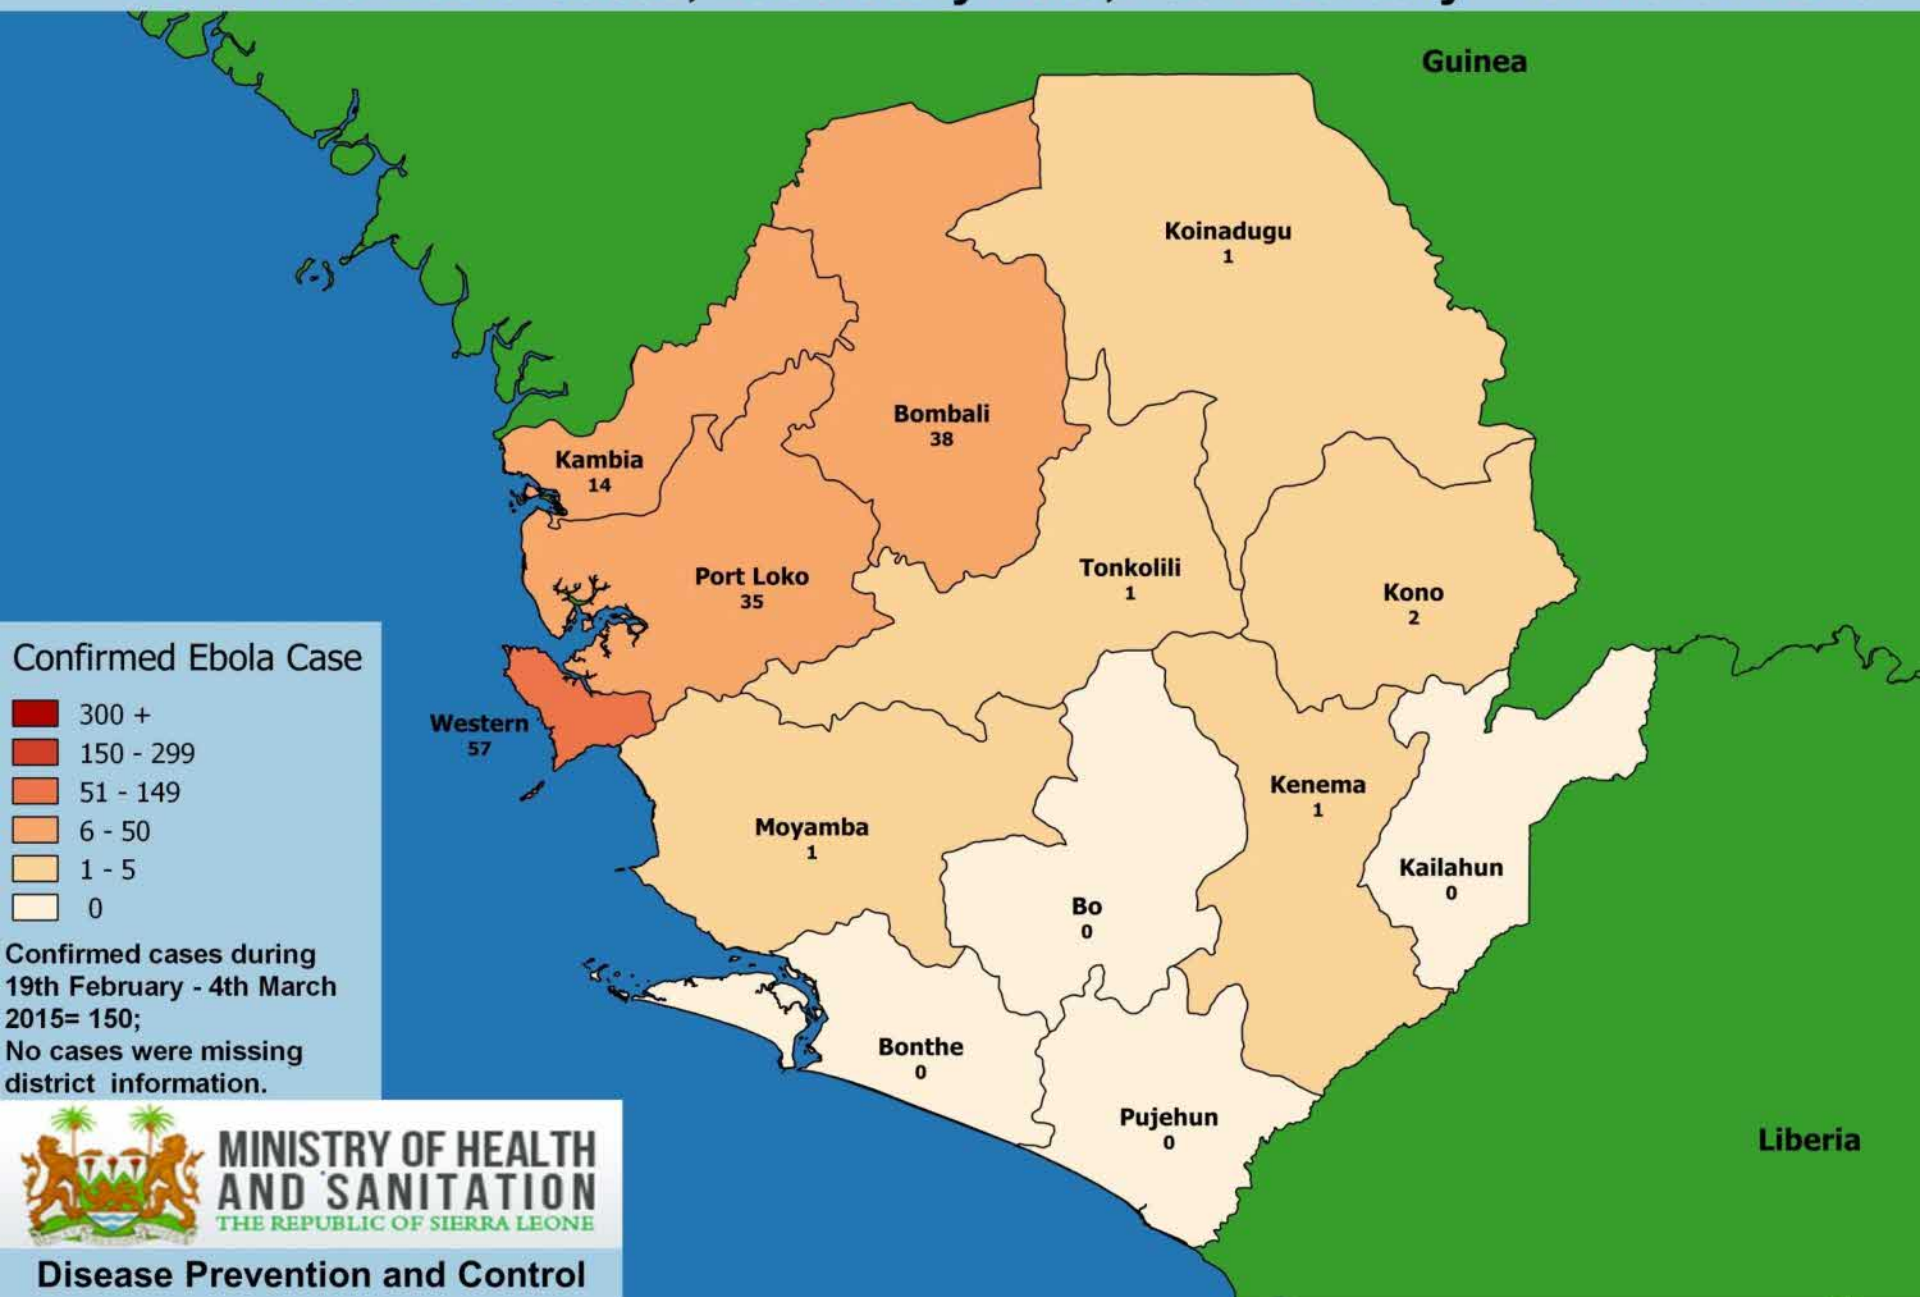 Guinea
Koinadugu
1
Bombali
38
Kambia
14
Port Loko
35
Tonkolili
1
Kono
2
Western
57
Kenema
1
Moyamba
1
Kailahun
0
Bo
0
Bonthe
0
Pujehun
0
Liberia
Confirmed Ebola Case
300 +
150 - 299
51 - 149
6 - 50
1 - 5
0
Confirmed cases during
19th February - 4th March
2015= 150;
No cases were missing
district information.
MINISTRY OF HEALTH
AND SANITATION
THE REPUBLIC OF SIERRA LEONE
Disease Prevention and Control